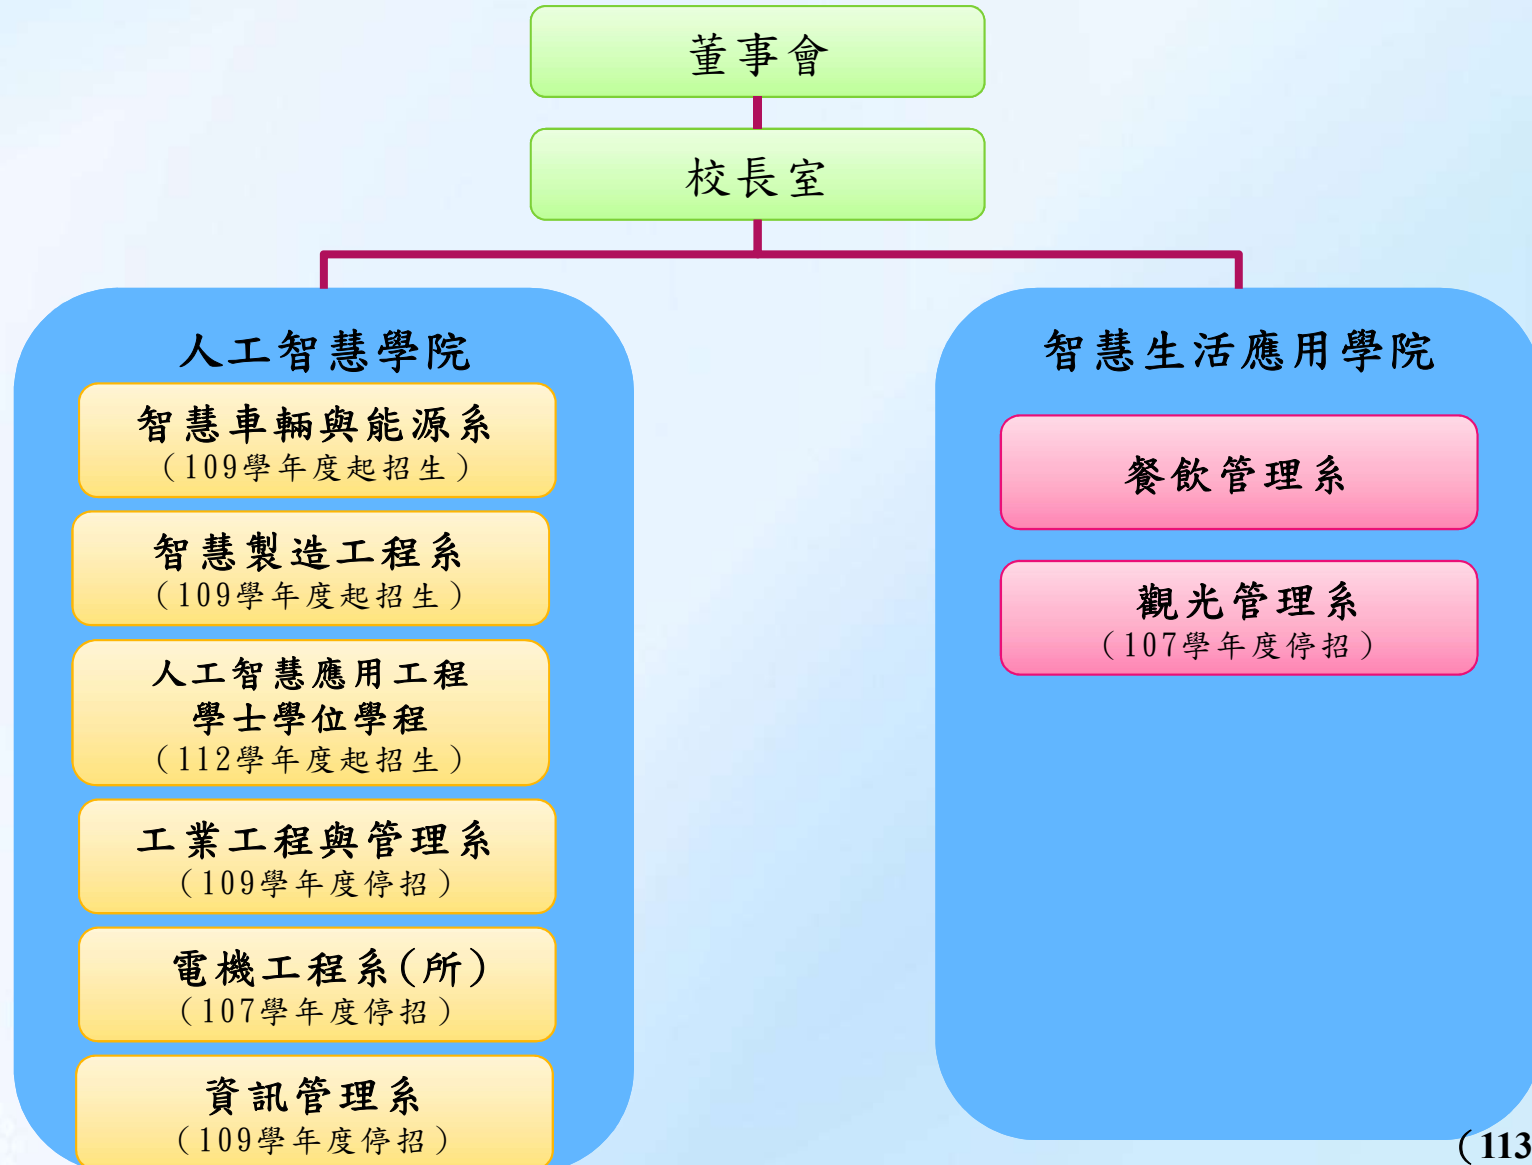 董事會
校長室
人工智慧學院
智慧車輛與能源系
（109學年度起招生）
智慧製造工程系
（109學年度起招生）
人工智慧應用工程
學士學位學程
（112學年度起招生）
工業工程與管理系
（109學年度停招）
電機工程系(所)
（107學年度停招）
資訊管理系
（109學年度停招）
智慧生活應用學院
餐飲管理系
觀光管理系
（107學年度停招）
（113